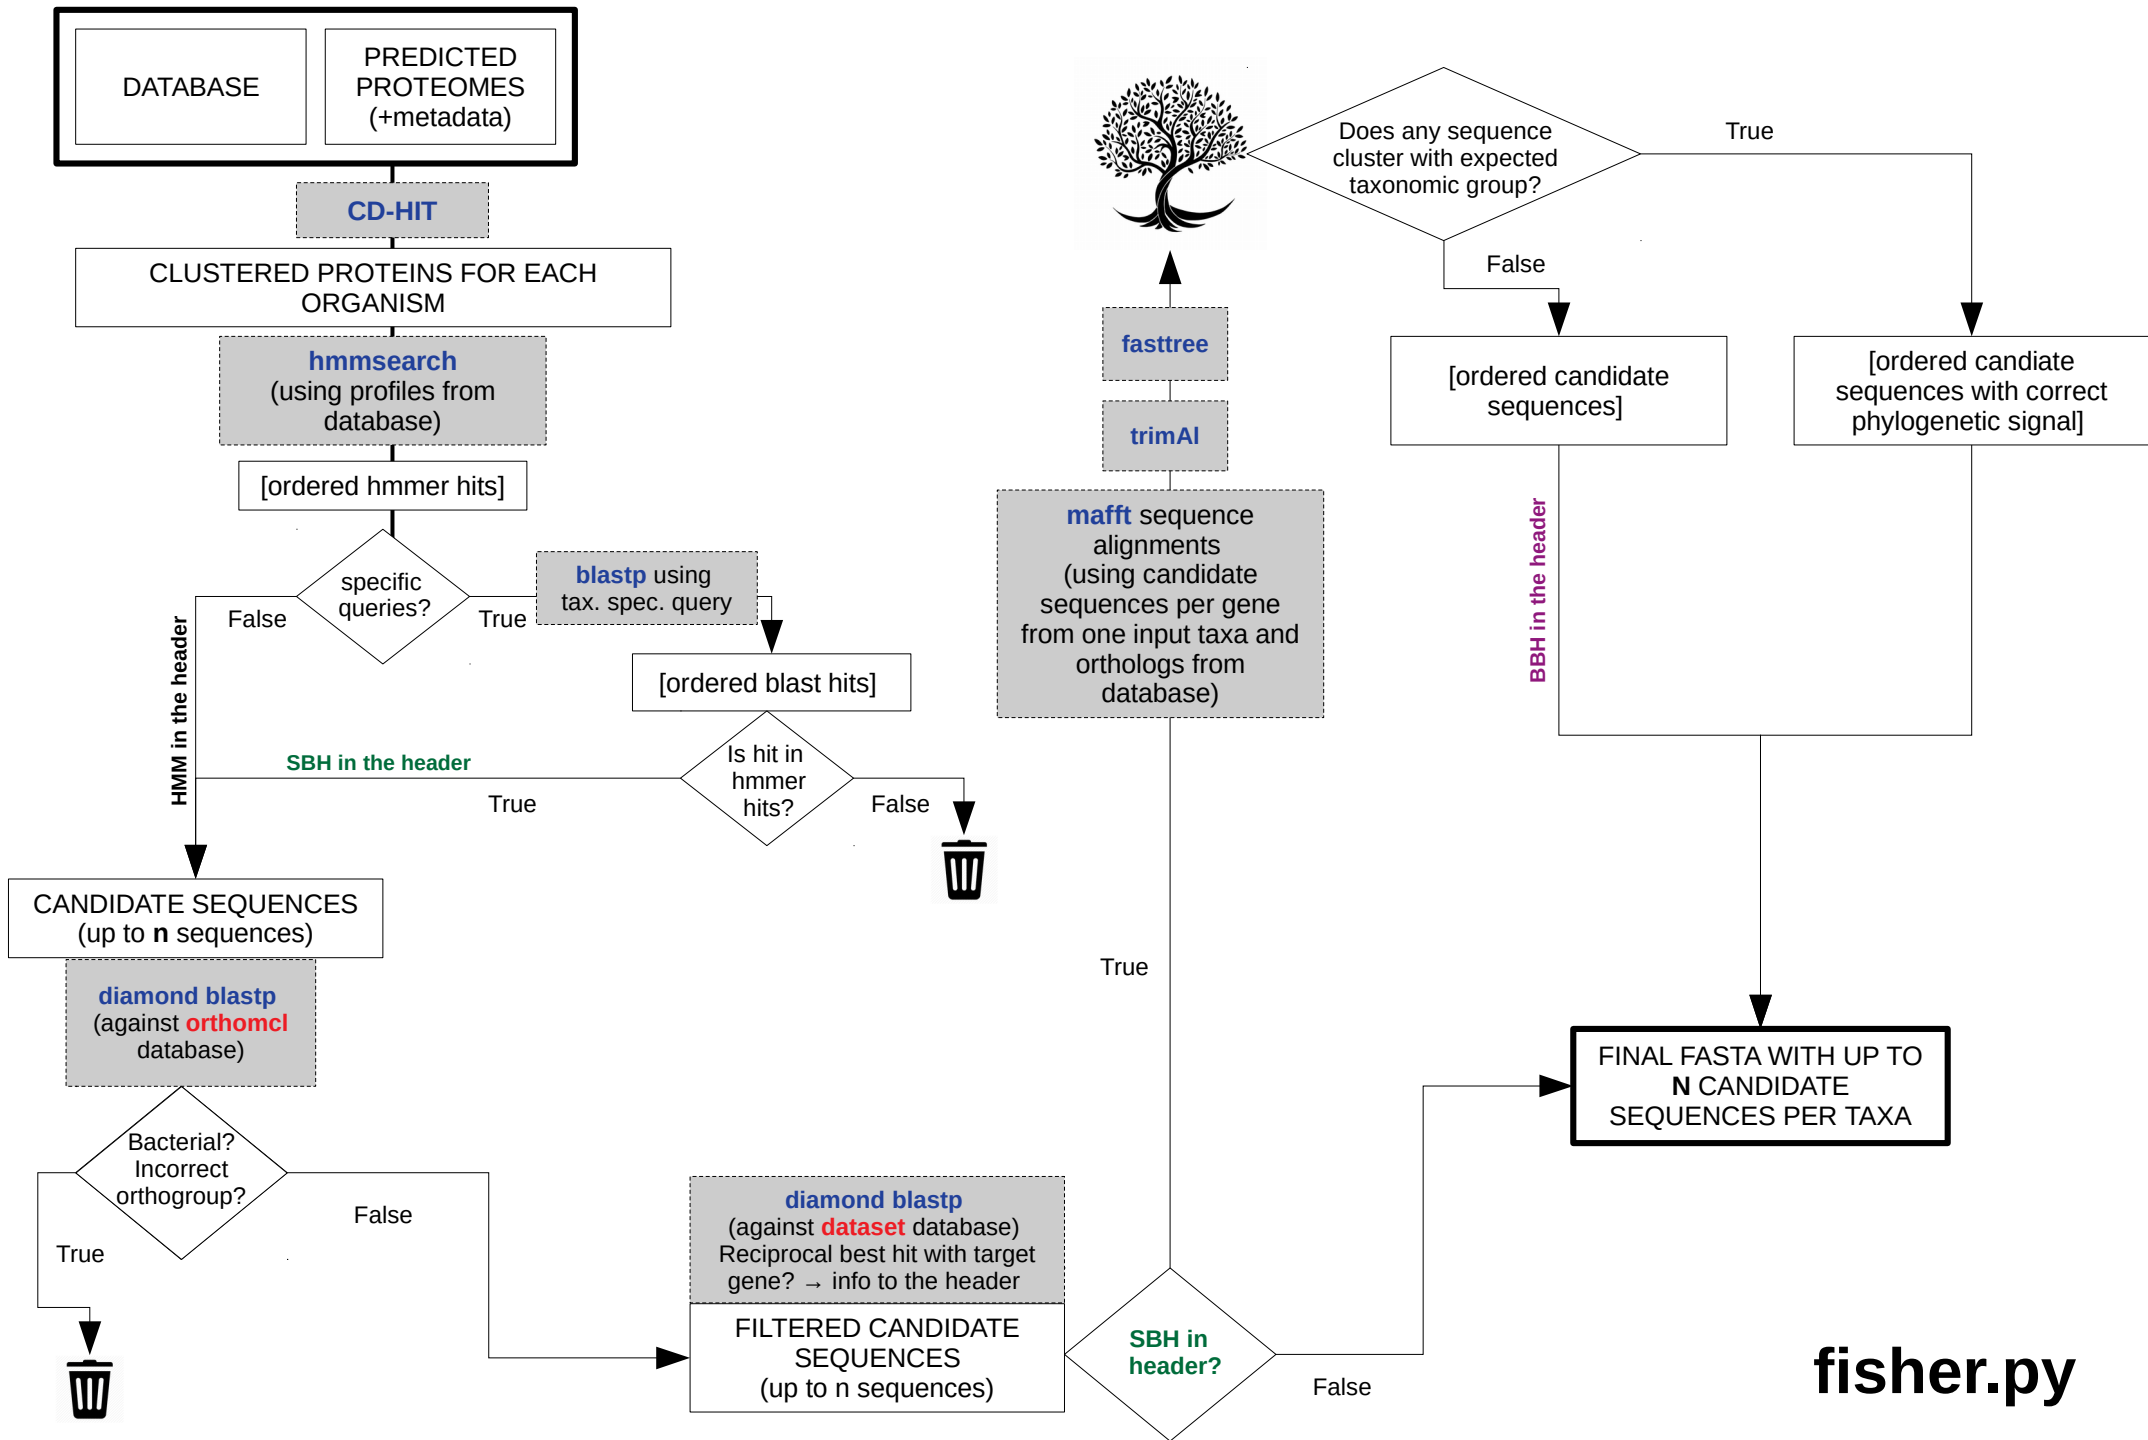 DATABASE
PREDICTED
PROTEOMES
(+metadata)
CD-HIT
CLUSTERED PROTEINS FOR EACH
ORGANISM
hmmsearch
(using profiles from
database)
[ordered hmmer hits]
specific
queries?
False
True
blastp using
tax. spec. query
[ordered blast hits]
Is hit in
hmmer
hits?
SBH in the header
True
False
HMM in the header
CANDIDATE SEQUENCES
(up to n sequences)
diamond blastp
(against orthomcl
database)
Bacterial?
Incorrect
orthogroup?
True
False
diamond blastp
(against dataset database)
Reciprocal best hit with target
gene? → info to the header
FILTERED CANDIDATE
SEQUENCES
(up to n sequences)
SBH in
header?
True
False
mafft sequence
alignments
(using candidate
sequences per gene
from one input taxa and
orthologs from
database)
trimAl
fasttree
Does any sequence
cluster with expected
taxonomic group?
True
False
[ordered candidate
sequences]
[ordered candiate
sequences with correct
phylogenetic signal]
BBH in the header
FINAL FASTA WITH UP TO
N CANDIDATE
SEQUENCES PER TAXA
fisher.py